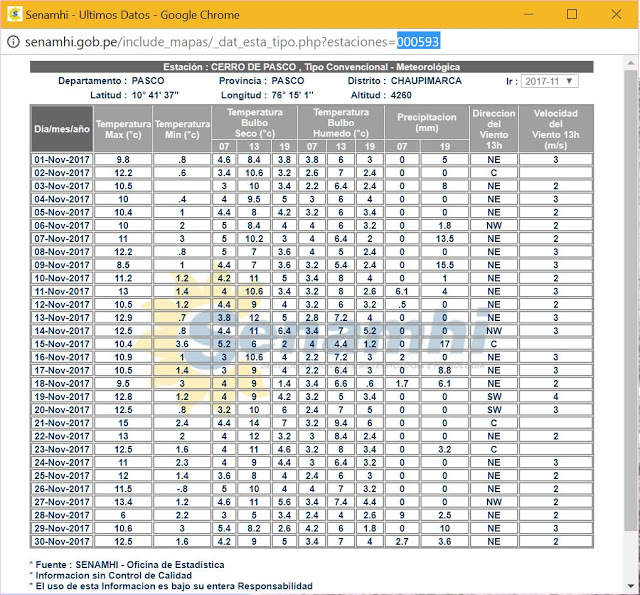 Senamhi - Ultimos Datos - Google Chrome
senamhi.gob.pe/include_mapas/_dat_esta_tipo.php?estaciones=000593
Estación : CERRO DE PASCO , Tipo Convencional - Meteorológica
Departamento : PASCO Provincia : PASCO Distrito : CHAUPIMARCA Ir : 2017-11
Latitud : 10° 41' 37" Longitud : 76° 15' 1" Altitud : 4260
Dia/mes/año Temperatura Max (°c) Temperatura Min (°c) Temperatura Bulbo Seco (°c) Temperatura Bulbo Humedo (°c) Precipitación (mm) Direccion del Viento 13h Velocidad del Viento 13h (m/s)
07 13 19 07 13 19 07 19
01-Nov-2017 9.8 .8 4.6 8.4 3.8 3.8 6 3 0 5 NE 3
02-Nov-2017 12.2 .6 3.4 10.6 3.2 2.6 7 2.4 0 0 C
03-Nov-2017 10.5 3 10 3.4 2.2 6.4 2.4 0 8 NE 2
04-Nov-2017 10 .4 4 9.5 5 3 6 4 0 0 NE 3
05-Nov-2017 10.4 1 4.4 8 4.2 3.2 6 3.4 0 0 NE 2
06-Nov-2017 10 2 5 8.4 4 4 6 3.2 0 1.8 NW 2
07-Nov-2017 11 3 5 10.2 3 4 6.4 2 0 13.5 NE 2
08-Nov-2017 12.2 .8 5 7 3.6 4 5 2.4 0 0 NE 3
09-Nov-2017 8.5 1 4.4 7 3.6 3.2 5.4 2.4 0 15.5 NE 3
10-Nov-2017 11.2 1.2 4.2 11 5 3.4 8 4 0 1 NE 2
11-Nov-2017 13 1.4 4 10.6 3.4 3.2 8 2.6 6.1 4 NE 3
12-Nov-2017 10.5 1.2 4.4 9 4 3.2 6 3.2 .5 0 NE 2
13-Nov-2017 12.9 .7 3.8 12 5 2.8 7.2 4 0 0 NE 3
14-Nov-2017 12.5 .8 4.4 11 6.4 3.4 7 5.2 0 0 NW 3
15-Nov-2017 10.4 3.6 5.2 6 2 4 4.4 1.2 0 17 C
16-Nov-2017 10.9 1 3 10.6 4 2.2 7.2 3 2 0 NE 3
17-Nov-2017 10.5 1.4 3 9 4 2.2 6.4 3 0 8.8 NE 3
18-Nov-2017 9.5 3 4 9 1.4 3.4 6.6 .6 1.7 6.1 NE 2
19-Nov-2017 12.8 1.2 4 9 4.2 3.2 5 3.4 0 0 SW 4
20-Nov-2017 12.5 .8 3.2 10 6 2.4 7 5 0 0 SW 3
21-Nov-2017 15 2.4 4.4 14 7 3.2 9.4 6 0 0 C
22-Nov-2017 13 2 4 12 3.2 3 8.4 2.4 0 0 NE 2
23-Nov-2017 12.5 1.6 4 11 4.6 3.2 8 3.4 0 3.2 C
24-Nov-2017 11 2.3 4 9 4.4 3 6.4 3.2 0 0 NE 3
25-Nov-2017 12 1.4 3.6 8 4 2.4 6 3 0 0 NE 2
26-Nov-2017 11.5 -.8 5 10 4 4 7 3.2 0 0 NE 2
27-Nov-2017 13.4 1.2 4.6 11 5.6 3.4 7.4 4.4 0 0 NW 2
28-Nov-2017 6 2.2 3 5 3.4 2.4 4 2.6 9 2.5 NE 2
29-Nov-2017 10.6 3 5.4 8.2 2.6 4.2 6 1.8 0 10 NE 3
30-Nov-2017 12.5 1.6 4.2 9 5 3.4 7 4 2.7 3.6 NE 2
Senamhi
* Fuente : SENAMHI - Oficina de Estadistica
* Informacion sin Control de Calidad
* El uso de esta Informacion es bajo su entera Responsabilidad